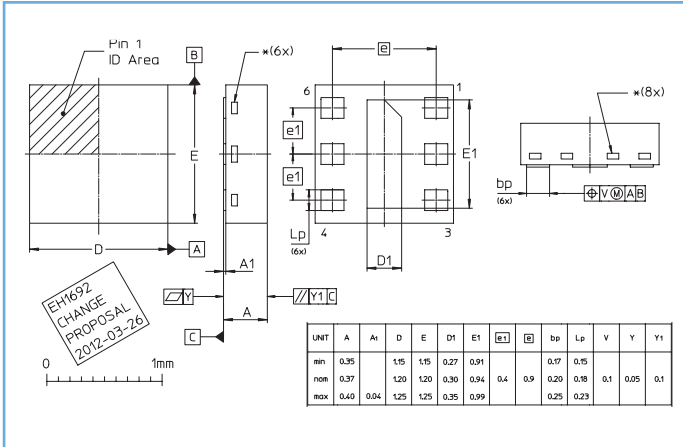 Pin 1
ID Area
B
*(6x)
e
6
1
*(8x)
e1
E
E1
e1
bp
(6x)
V M A B
4
3
Lp
(6x)
D
A
A1
D1
Y
Y1 C
A
C
EH1692
CHANGE
PROPOSAL
2012-03-26
0
1mm
UNIT A A1 D E D1 E1 e1 e bp Lp V Y Y1
min 0.35 1.15 1.15 0.27 0.91 0.17 0.15
nom 0.37 1.20 1.20 0.30 0.94 0.4 0.9 0.20 0.18 0.1 0.05 0.1
max 0.40 0.04 1.25 1.25 0.35 0.99 0.25 0.23